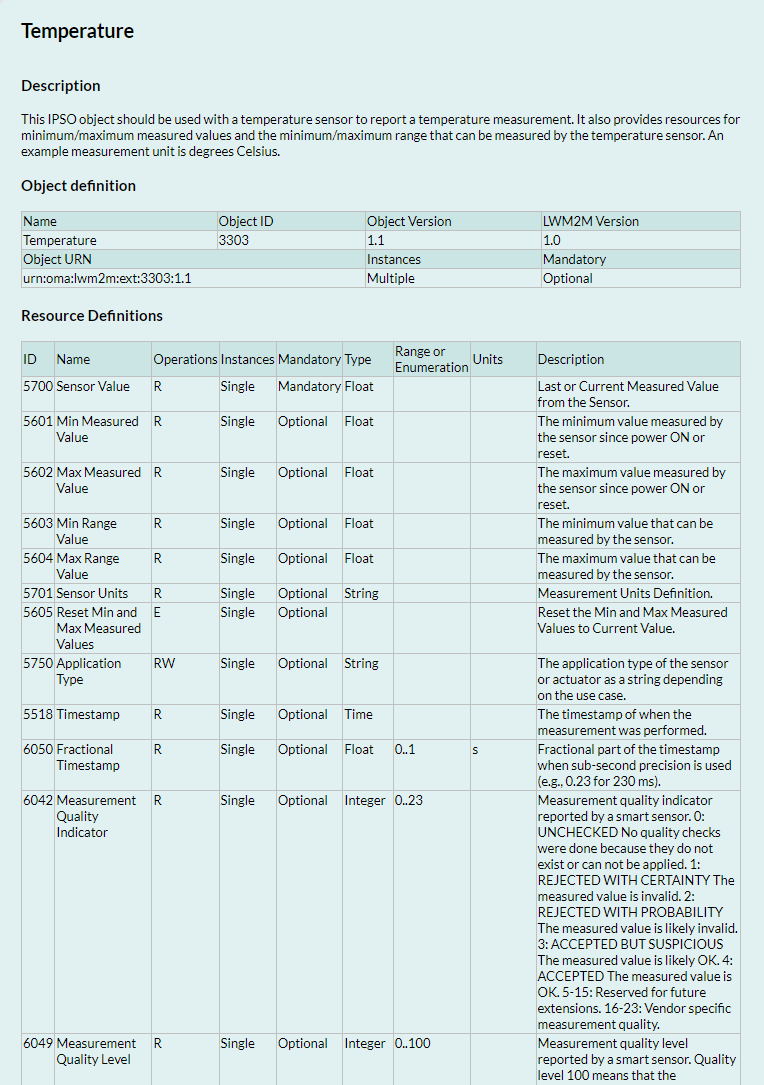 Temperature
Description
This IPSO object should be used with a temperature sensor to report a temperature measurement. It also provides resources for
minimum/maximum measured values and the minimum/maximum range that can be measured by the temperature sensor. An
example measurement unit is degrees Celsius.
Object definition
Name Object ID Object Version LWM2M Version
Temperature 3303 1.1 1.0
Object URN Instances Mandatory
urn:oma:lwm2m:ext:3303:1.1 Multiple Optional
Resource Definitions
ID Name Operations Instances Mandatory Type Range or Enumeration Units Description
5700 Sensor Value R Single Mandatory Float Last or Current Measured Value
from the Sensor.
5601 Min Measured R Single Optional Float The minimum value measured by
Value the sensor since power ON or
reset.
5602 Max Measured R Single Optional Float The maximum value measured by
Value the sensor since power ON or
reset.
5603 Min Range R Single Optional Float The minimum value that can be
Value measured by the sensor.
5604 Max Range R Single Optional Float The maximum value that can be
Value measured by the sensor.
5701 Sensor Units R Single Optional String Measurement Units Definition.
5605 Reset Min and E Single Optional Reset the Min and Max Measured
Max Measured Values to Current Value.
Values
5750 Application RW Single Optional String The application type of the sensor
Type or actuator as a string depending
on the use case.
5518 Timestamp R Single Optional Time The timestamp of when the
measurement was performed.
6050 Fractional R Single Optional Float 0..1 s Fractional part of the timestamp
Timestamp when sub-second precision is used
(e.g., 0.23 for 230 ms).
6042 Measurement R Single Optional Integer 0..23 Measurement quality indicator
Quality reported by a smart sensor. 0:
Indicator UNCHECKED No quality checks
were done because they do not
exist or can not be applied. 1:
REJECTED WITH CERTAINTY The
measured value is invalid. 2:
REJECTED WITH PROBABILITY
The measured value is likely invalid.
3: ACCEPTED BUT SUSPICIOUS
The measured value is likely OK. 4:
ACCEPTED The measured value is
OK. 5-15: Reserved for future
extensions. 16-23: Vendor specific
measurement quality.
6049 Measurement R Single Optional Integer 0..100 Measurement quality level
Quality Level reported by a smart sensor. Quality
level 100 means that the